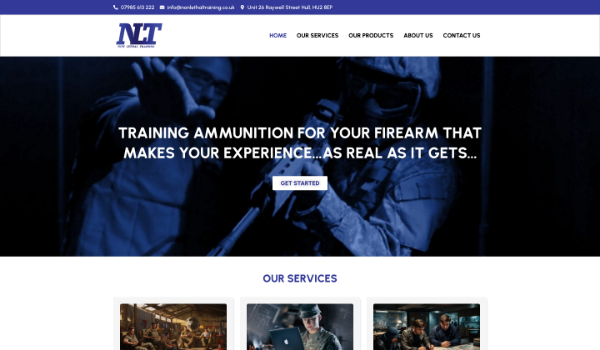 07985 613 222 info@nonlethaltraining.co.uk Unit 26 Raywell Street Hull, HU2 8EP
NLT
NON LETHAL TRAINING
HOME OUR SERVICES OUR PRODUCTS ABOUT US CONTACT US
TRAINING AMMUNITION FOR YOUR FIREARM THAT
MAKES YOUR EXPERIENCE...AS REAL AS IT GETS...
GET STARTED
OUR SERVICES